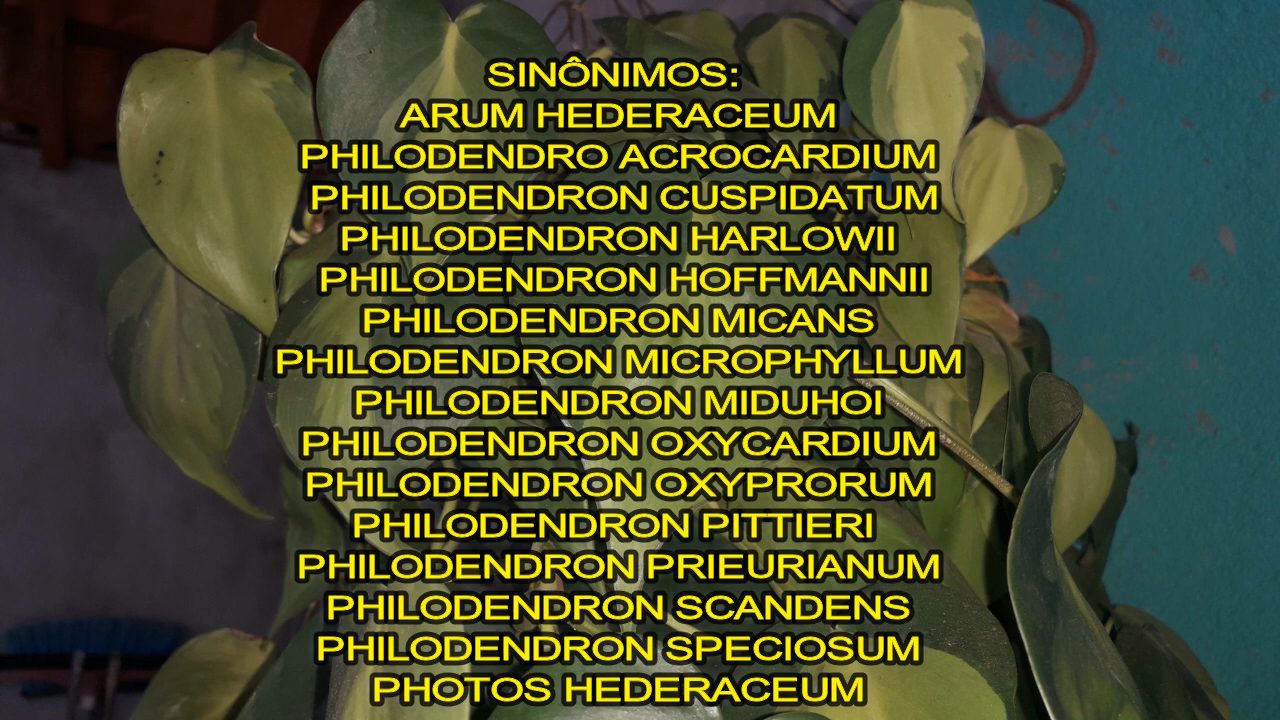 SINÔNIMOS:
ARUM HEDERACEUM
PHILODENDRO ACROCARDIUM
PHILODENDRON CUSPIDATUM
PHILODENDRON HARLOWII
PHILODENDRON HOFFMANNII
PHILODENDRON MICANS
PHILODENDRON MICROPHYLLUM
PHILODENDRON MIDUHOI
PHILODENDRON OXYCARDIUM
PHILODENDRON OXYPRORUM
PHILODENDRON PITTIERI
PHILODENDRON PRIEURIANUM
PHILODENDRON SCANDENS
PHILODENDRON SPECIOSUM
PHOTOS HEDERACEUM